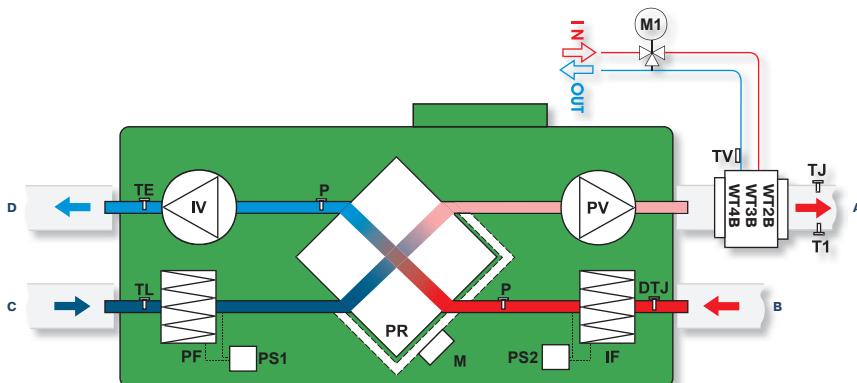 M1
IN
OUT
TV
TJ
WT4B
WT3B
WT2B
T1
A
D
TE
IV
P
PV
C
TL
PF
PS1
PR
M
P
PS2
IF
DTJ
B